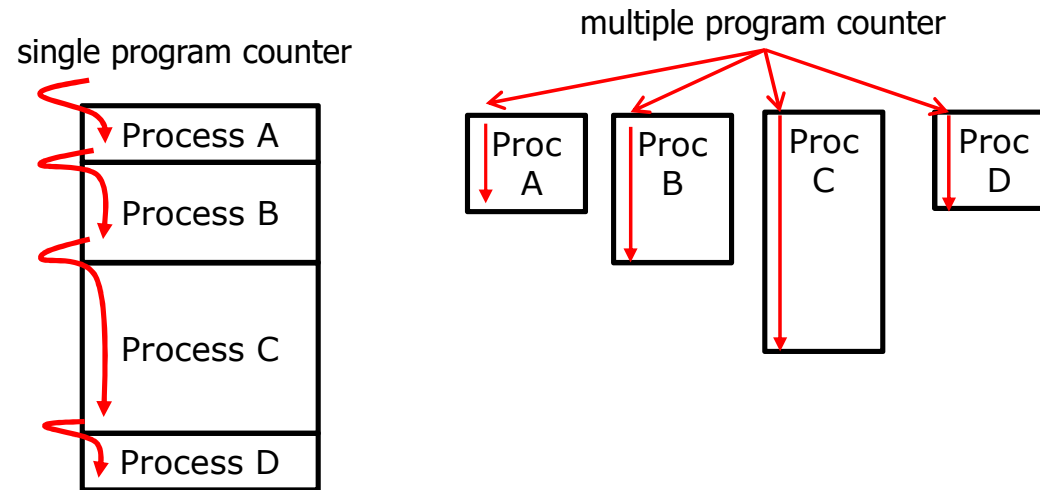 single program counter
Process A
Process B
Process C
Process D
multiple program counter
Proc
A
Proc
B
Proc
C
Proc
D